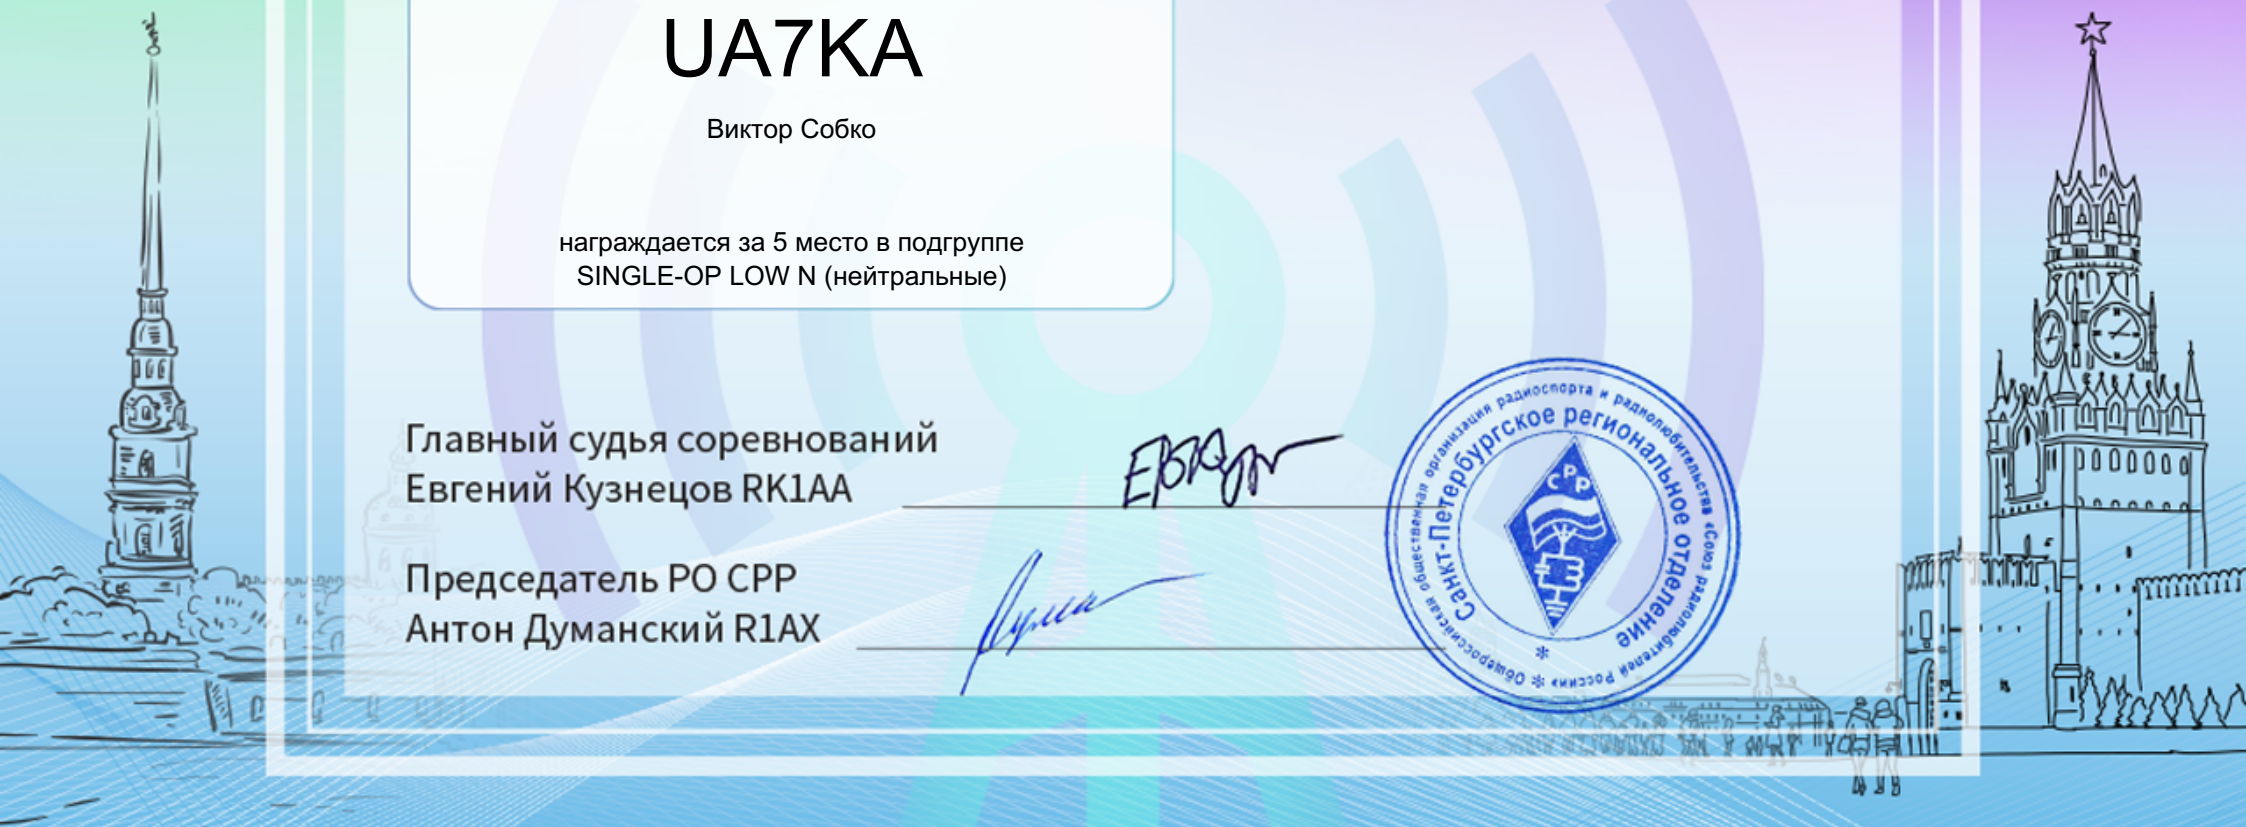 UA7KA
Виктор Собко
награждается за 5 место в подгруппе
SINGLE-OP LOW N (нейтральные)
Главный судья соревнований
Евгений Кузнецов RK1AA
Председатель РО СРР
Антон Думанский R1AX
Общероссийская общественная организация радиоспорта и радиолюбительства «Союз радиолюбителей России»
Санкт-Петербургское региональное отделение
СРР